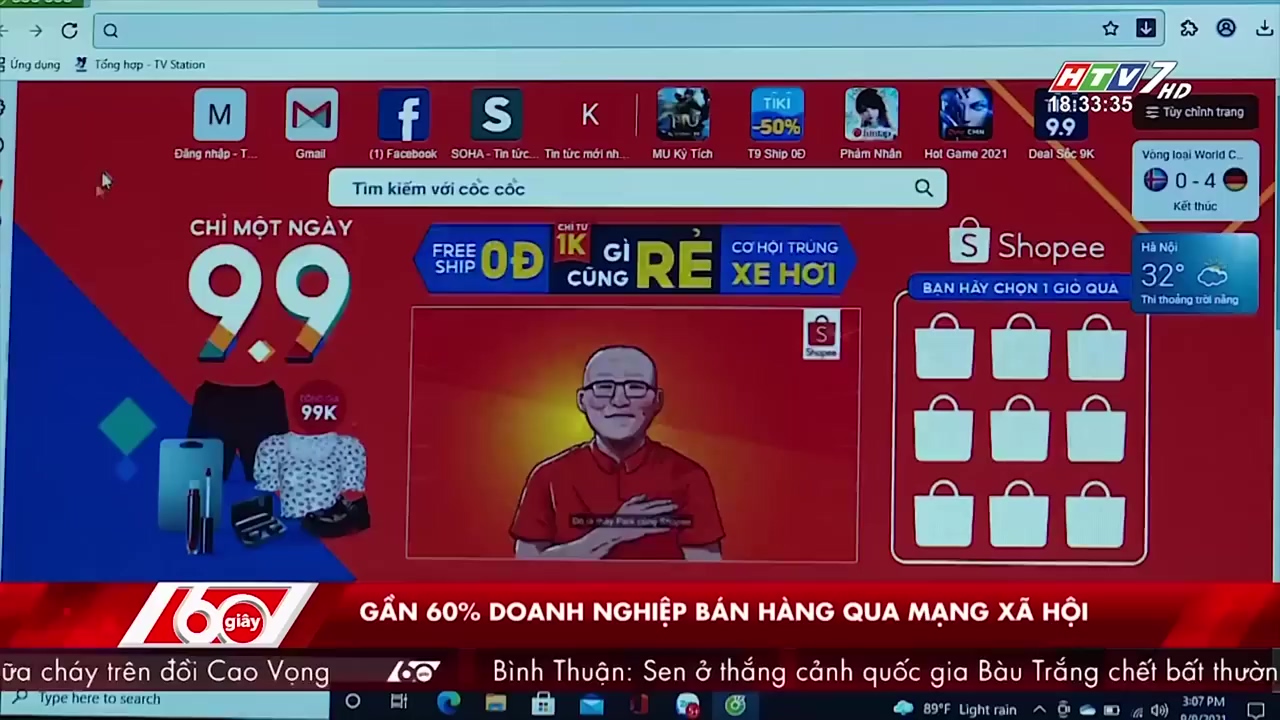 Ứng dụng
Tổng hợp - TV Station
HTV7 HD
18:33:35
M
Đăng nhập - T...
Gmail
(1) Facebook
S
SOHA - Tin tức...
K
Tin tức mới nh...
MU Kỳ Tích
TIKI
-50%
T9 Ship 0Đ
Phàm Nhân
Hot Game 2021
9.9
Deal Sốc 9K
Tùy chỉnh trang
Tìm kiếm với cốc cốc
Vòng loại World C...
0 - 4
Kết thúc
Hà Nội
32°
Thi thoảng trời nắng
CHỈ MỘT NGÀY
9.9
FREE SHIP 0Đ
CHỈ TỪ 1K
GÌ CŨNG RẺ
CƠ HỘI TRÚNG
XE HƠI
Shopee
BẠN HÃY CHỌN 1 GIỎ QUÀ
Shopee
ĐỒNG GIÁ
99K
60 giây
GẦN 60% DOANH NGHIỆP BÁN HÀNG QUA MẠNG XÃ HỘI
ữa cháy trên đồi Cao Vọng
60
Bình Thuận: Sen ở thắng cảnh quốc gia Bàu Trắng chết bất thườn
Type here to search
89°F Light rain
3:07 PM